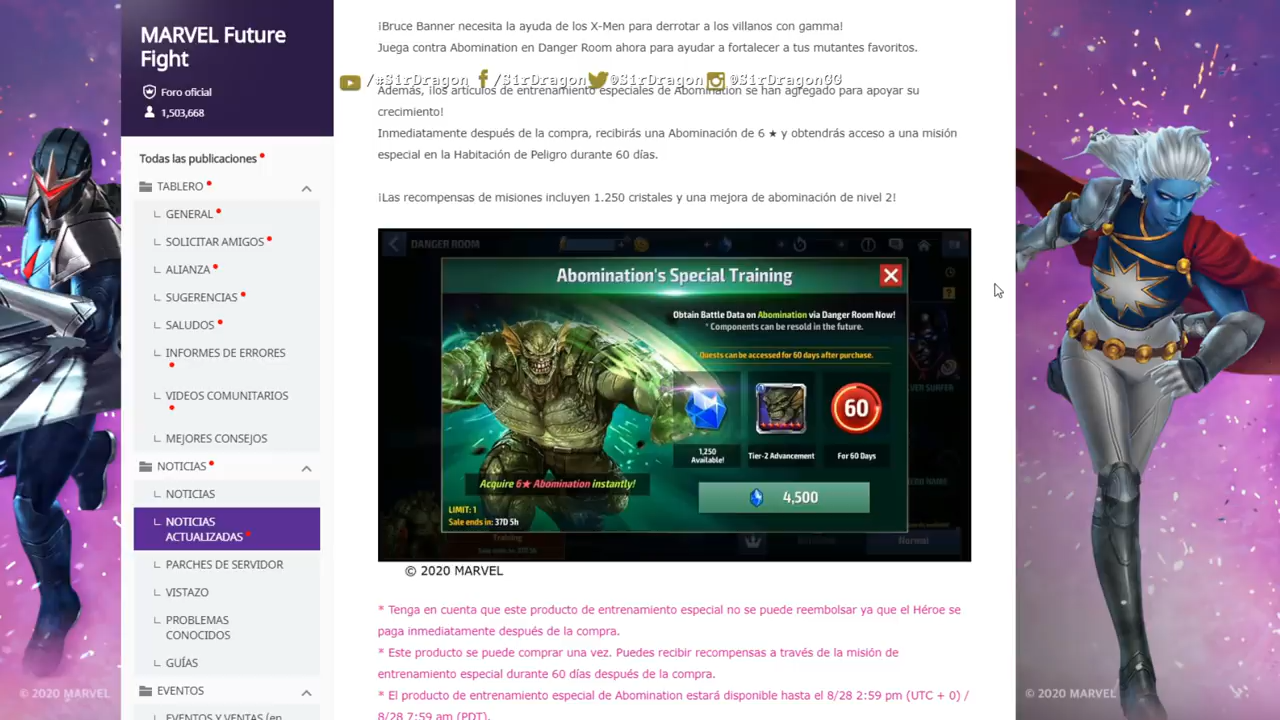 MARVEL Future
Fight
Foro oficial
1,503,668
Todas las publicaciones
TABLERO
GENERAL
SOLICITAR AMIGOS
ALIANZA
SUGERENCIAS
SALUDOS
INFORMES DE ERRORES
VIDEOS COMUNITARIOS
MEJORES CONSEJOS
NOTICIAS
NOTICIAS
NOTICIAS
ACTUALIZADAS
PARCHES DE SERVIDOR
VISTAZO
PROBLEMAS
CONOCIDOS
GUÍAS
EVENTOS
EVENTOS Y VENTAS (en
¡Bruce Banner necesita la ayuda de los X-Men para derrotar a los villanos con gamma!
Juega contra Abomination en Danger Room ahora para ayudar a fortalecer a tus mutantes favoritos.
/#SirDragon /SirDragon @SirDragon @SirDragonGG
Además, ¡los artículos de entrenamiento especiales de Abomination se han agregado para apoyar su
crecimiento!
Inmediatamente después de la compra, recibirás una Abominación de 6 ★ y obtendrás acceso a una misión
especial en la Habitación de Peligro durante 60 días.
¡Las recompensas de misiones incluyen 1.250 cristales y una mejora de abominación de nivel 2!
DANGER ROOM
Abomination's Special Training
Obtain Battle Data on Abomination via Danger Room Now!
* Components can be resold in the future.
Quests can be accessed for 60 days after purchase.
60
1,250
Available!
Tier-2 Advancement
For 60 Days
Acquire 6★ Abomination instantly!
4,500
LIMIT: 1
Sale ends in: 37D 5h
Training
Normal
© 2020 MARVEL
* Tenga en cuenta que este producto de entrenamiento especial no se puede reembolsar ya que el Héroe se
paga inmediatamente después de la compra.
* Este producto se puede comprar una vez. Puedes recibir recompensas a través de la misión de
entrenamiento especial durante 60 días después de la compra.
* El producto de entrenamiento especial de Abomination estará disponible hasta el 8/28 2:59 pm (UTC + 0) /
8/28 7:59 am (PDT).
© 2020 MARVEL
© 2020 MARVEL